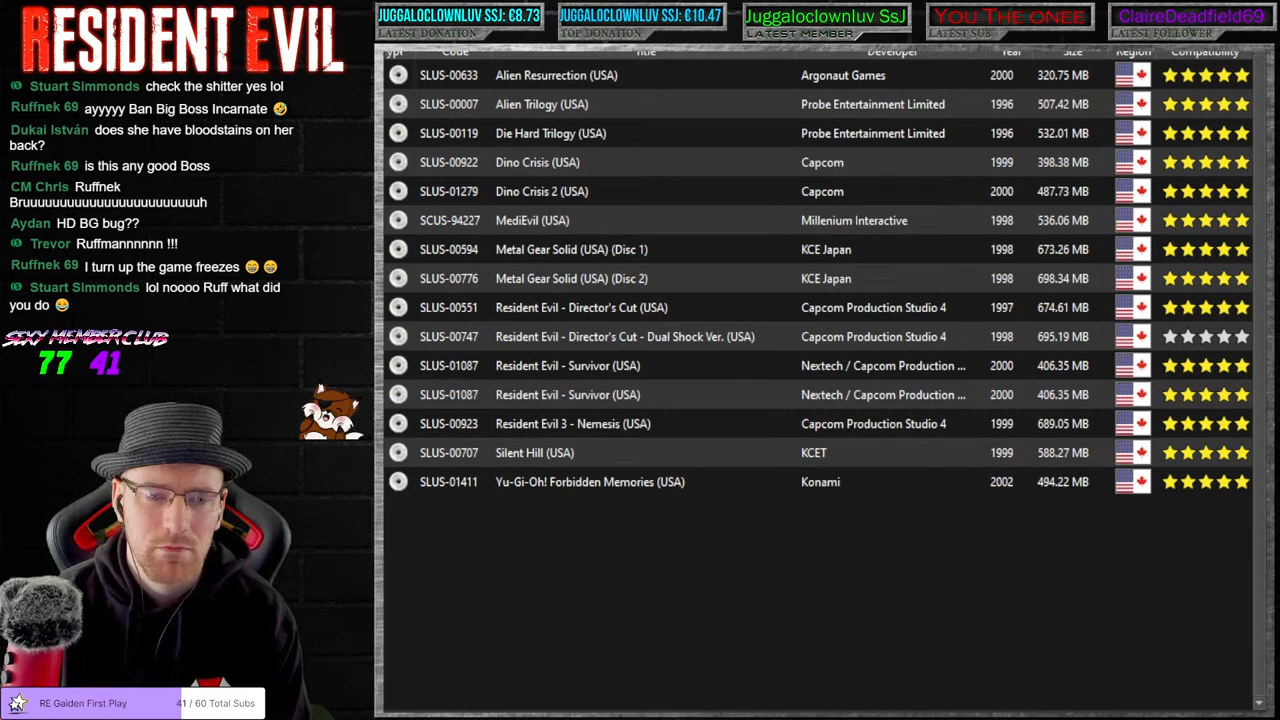 RESIDENT EVIL
JUGGALOCLOWNLUV SSJ: €8.73
LATEST DONATION
JUGGALOCLOWNLUV SSJ: €10.47
TOP DONATION
Juggaloclownluv SsJ
LATEST MEMBER
YOU THE ONEE
LATEST SUB
ClaireDeadfield69
LATEST FOLLOWER
Stuart Simmonds check the shitter yes lol
Ruffnek 69 ayyyyy Ban Big Boss Incarnate 🤣
Dukai István does she have bloodstains on her
back?
Ruffnek 69 is this any good Boss
CM Chris Ruffnek
Bruuuuuuuuuuuuuuuuuuuuuuuh
Aydan HD BG bug??
Trevor Ruffmannnnnn !!!
Ruffnek 69 I turn up the game freezes 😁 😁
Stuart Simmonds lol noooo Ruff what did
you do 😂
SEXY MEMBER CLUB
77 41
RE Gaiden First Play 41 / 60 Total Subs
Code Title Developer Year Size Region Compatibility
SLUS-00633 Alien Resurrection (USA) Argonaut Games 2000 320.75 MB
SLUS-00007 Alien Trilogy (USA) Probe Entertainment Limited 1996 507.42 MB
SLUS-00119 Die Hard Trilogy (USA) Probe Entertainment Limited 1996 532.01 MB
SLUS-00922 Dino Crisis (USA) Capcom 1999 398.38 MB
SLUS-01279 Dino Crisis 2 (USA) Capcom 2000 487.73 MB
SCUS-94227 MediEvil (USA) Millenium Interactive 1998 536.06 MB
SLUS-00594 Metal Gear Solid (USA) (Disc 1) KCE Japan 1998 673.26 MB
SLUS-00776 Metal Gear Solid (USA) (Disc 2) KCE Japan 1998 698.34 MB
SLUS-00551 Resident Evil - Director's Cut (USA) Capcom Production Studio 4 1997 674.61 MB
SLUS-00747 Resident Evil - Director's Cut - Dual Shock Ver. (USA) Capcom Production Studio 4 1998 695.19 MB
SLUS-01087 Resident Evil - Survivor (USA) Nextech / Capcom Production ... 2000 406.35 MB
SLUS-01087 Resident Evil - Survivor (USA) Nextech / Capcom Production ... 2000 406.35 MB
SLUS-00923 Resident Evil 3 - Nemesis (USA) Capcom Production Studio 4 1999 689.05 MB
SLUS-00707 Silent Hill (USA) KCET 1999 588.27 MB
SLUS-01411 Yu-Gi-Oh! Forbidden Memories (USA) Konami 2002 494.22 MB